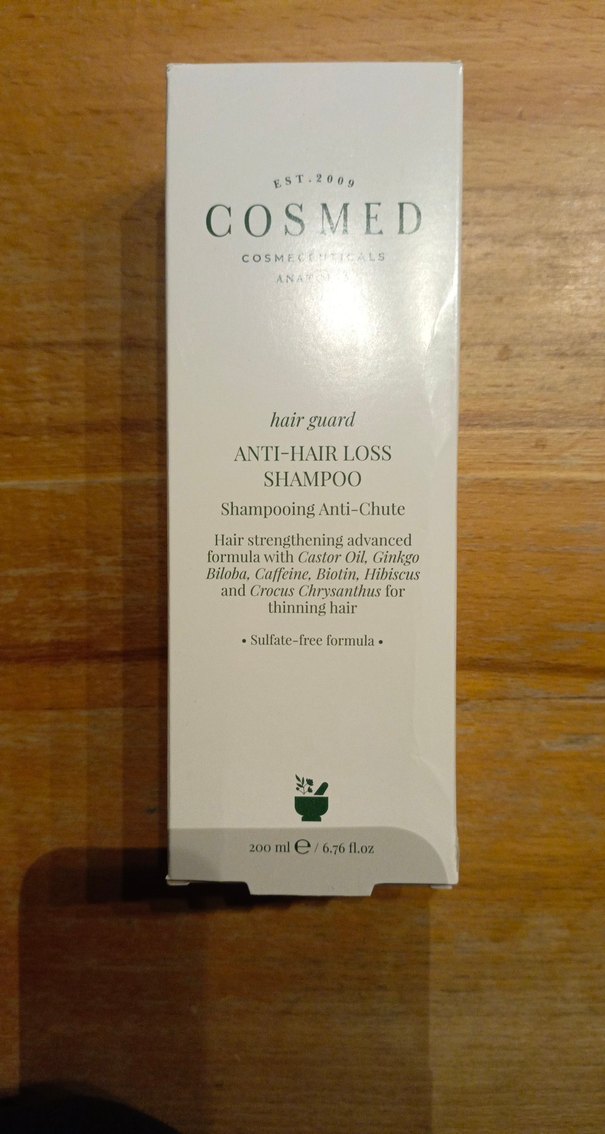 EST.2009
COSMED
COSMECEUTICALS
hair guard
ANTI-HAIR LOSS
SHAMPOO
Shampooing Anti-Chute
Hair strengthening advanced
formula with Castor Oil, Ginkgo
Biloba, Caffeine, Biotin, Hibiscus
and Crocus Chrysanthus for
thinning hair
• Sulfate-free formula •
200 ml ℮ / 6.76 fl.oz